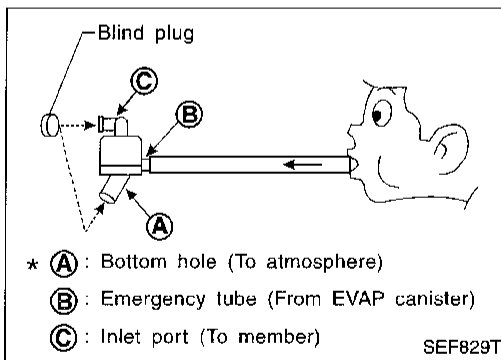 Blind plug
C
B
A
* A : Bottom hole (To atmosphere)
B : Emergency tube (From EVAP canister)
C : Inlet port (To member)
SEF829T